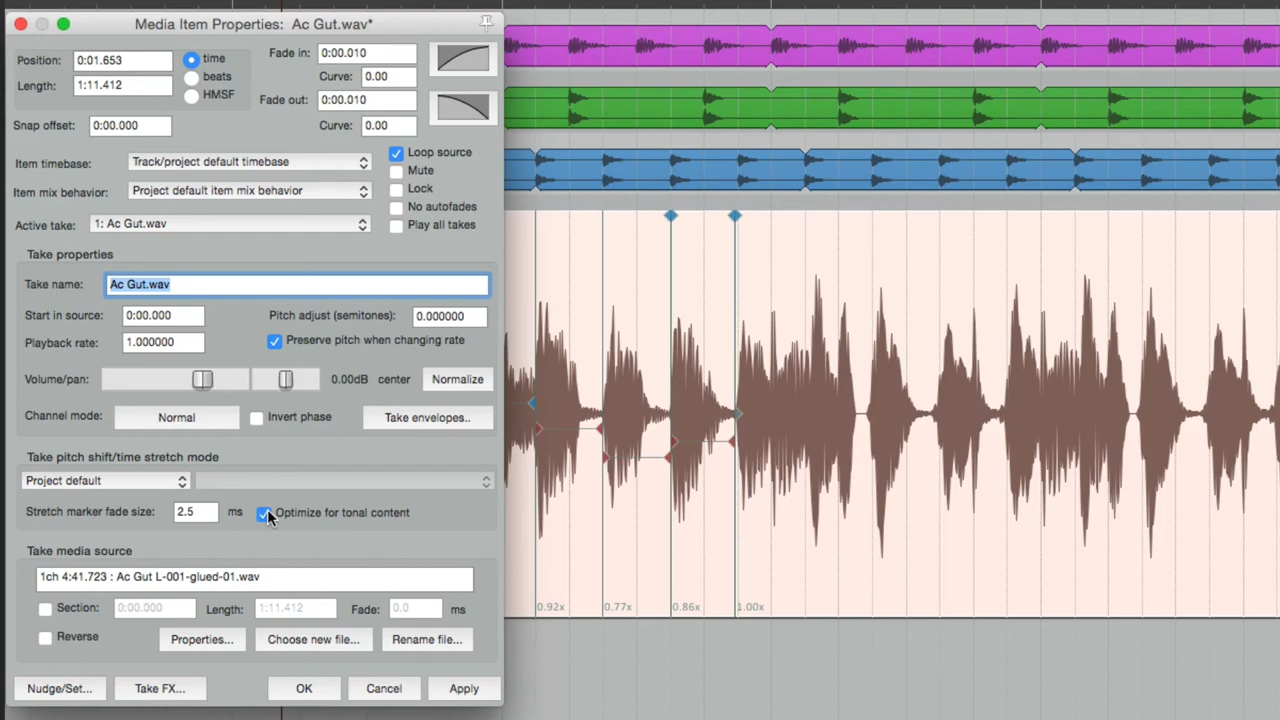 Media Item Properties: Ac Gut.wav*
Position: 0:01.653
time
Length: 1:11.412
beats
HMSF
Fade in: 0:00.010
Curve: 0.00
Fade out: 0:00.010
Curve: 0.00
Snap offset: 0:00.000
Item timebase: Track/project default timebase
Item mix behavior: Project default item mix behavior
Active take: 1: Ac Gut.wav
Loop source
Mute
Lock
No autofades
Play all takes
Take properties
Take name: Ac Gut.wav
Start in source: 0:00.000 Pitch adjust (semitones): 0.000000
Playback rate: 1.000000 Preserve pitch when changing rate
Volume/pan: 0.00dB center Normalize
Channel mode: Normal Invert phase Take envelopes..
Take pitch shift/time stretch mode
Project default
Stretch marker fade size: 2.5 ms Optimize for tonal content
Take media source
1ch 4:41.723 : Ac Gut L-001-glued-01.wav
Section: 0:00.000 Length: 1:11.412 Fade: 0.0 ms
Reverse Properties... Choose new file... Rename file...
Nudge/Set... Take FX... OK Cancel Apply
0.92x 0.77x 0.86x 1.00x